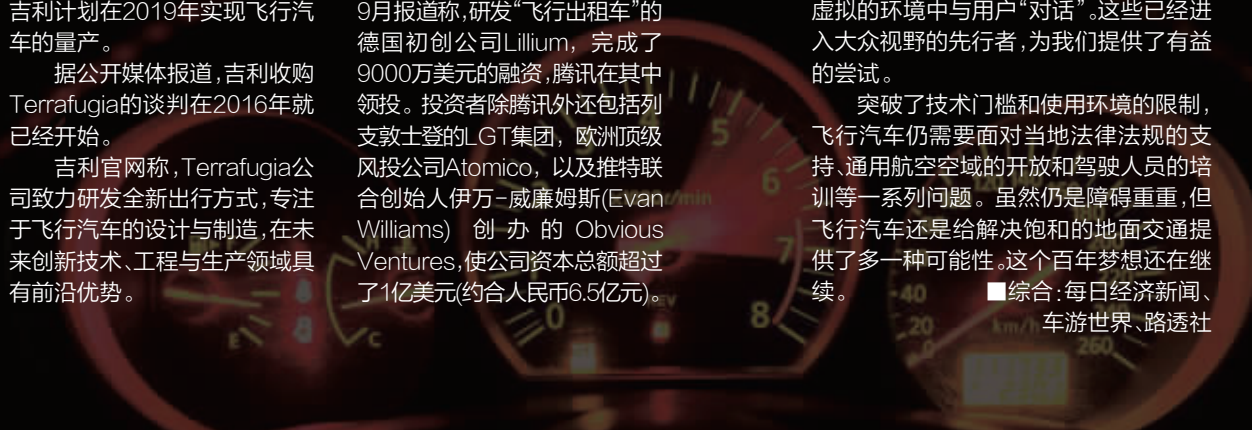 吉利计划在2019年实现飞行汽
车的量产。
据公开媒体报道,吉利收购
Terrafugia的谈判在2016年就
已经开始。
吉利官网称,Terrafugia公
司致力研发全新出行方式,专注
于飞行汽车的设计与制造,在未
来创新技术、工程与生产领域具
有前沿优势。
9月报道称,研发“飞行出租车”的
德国初创公司Lillium,完成了
9000万美元的融资,腾讯在其中
领投。投资者除腾讯外还包括列
支敦士登的LGT集团,欧洲顶级
风投公司Atomico,以及推特联
合创始人伊万-威廉姆斯(Evan
Williams) 创办的 Obvious
Ventures,使公司资本总额超过
了1亿美元(约合人民币6.5亿元)。
虚拟的环境中与用户“对话”。这些已经进
入大众视野的先行者,为我们提供了有益
的尝试。
突破了技术门槛和使用环境的限制,
飞行汽车仍需要面对当地法律法规的支
持、通用航空空域的开放和驾驶人员的培
训等一系列问题。虽然仍是障碍重重,但
飞行汽车还是给解决饱和的地面交通提
供了多一种可能性。这个百年梦想还在继
续。 ■综合:每日经济新闻、
车游世界、路透社
4
5
6
7
8
0
r/min
E
C
40
20
0
km/h
260